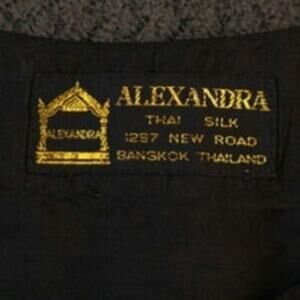 ALEXANDRA
ALEXANDRA
THAI SILK
1297 NEW ROAD
BANGKOK THAILAND